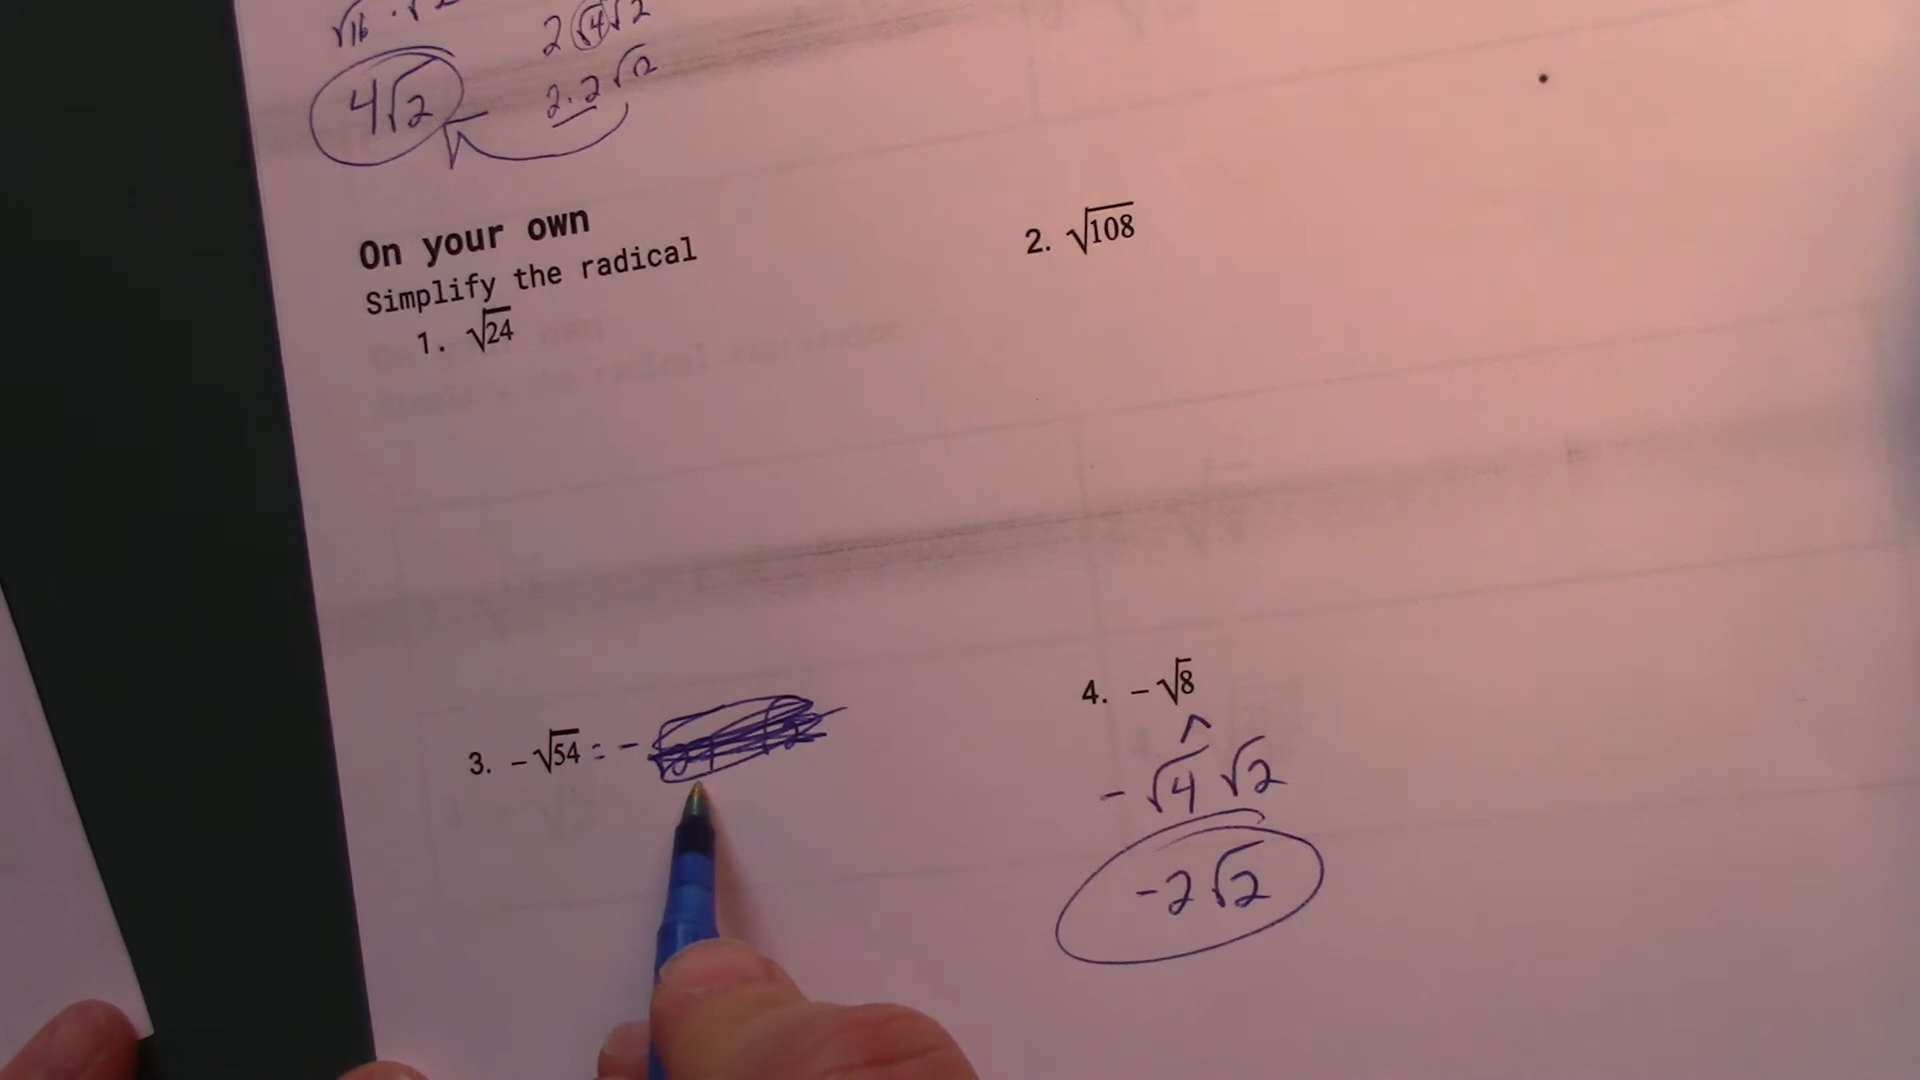 √16 · √2
4√2
2√4√2
2.2√2
On your own
Simplify the radical
1. √24
2. √108
3. -√54 = -
4. -√8
-√4 √2
-2√2